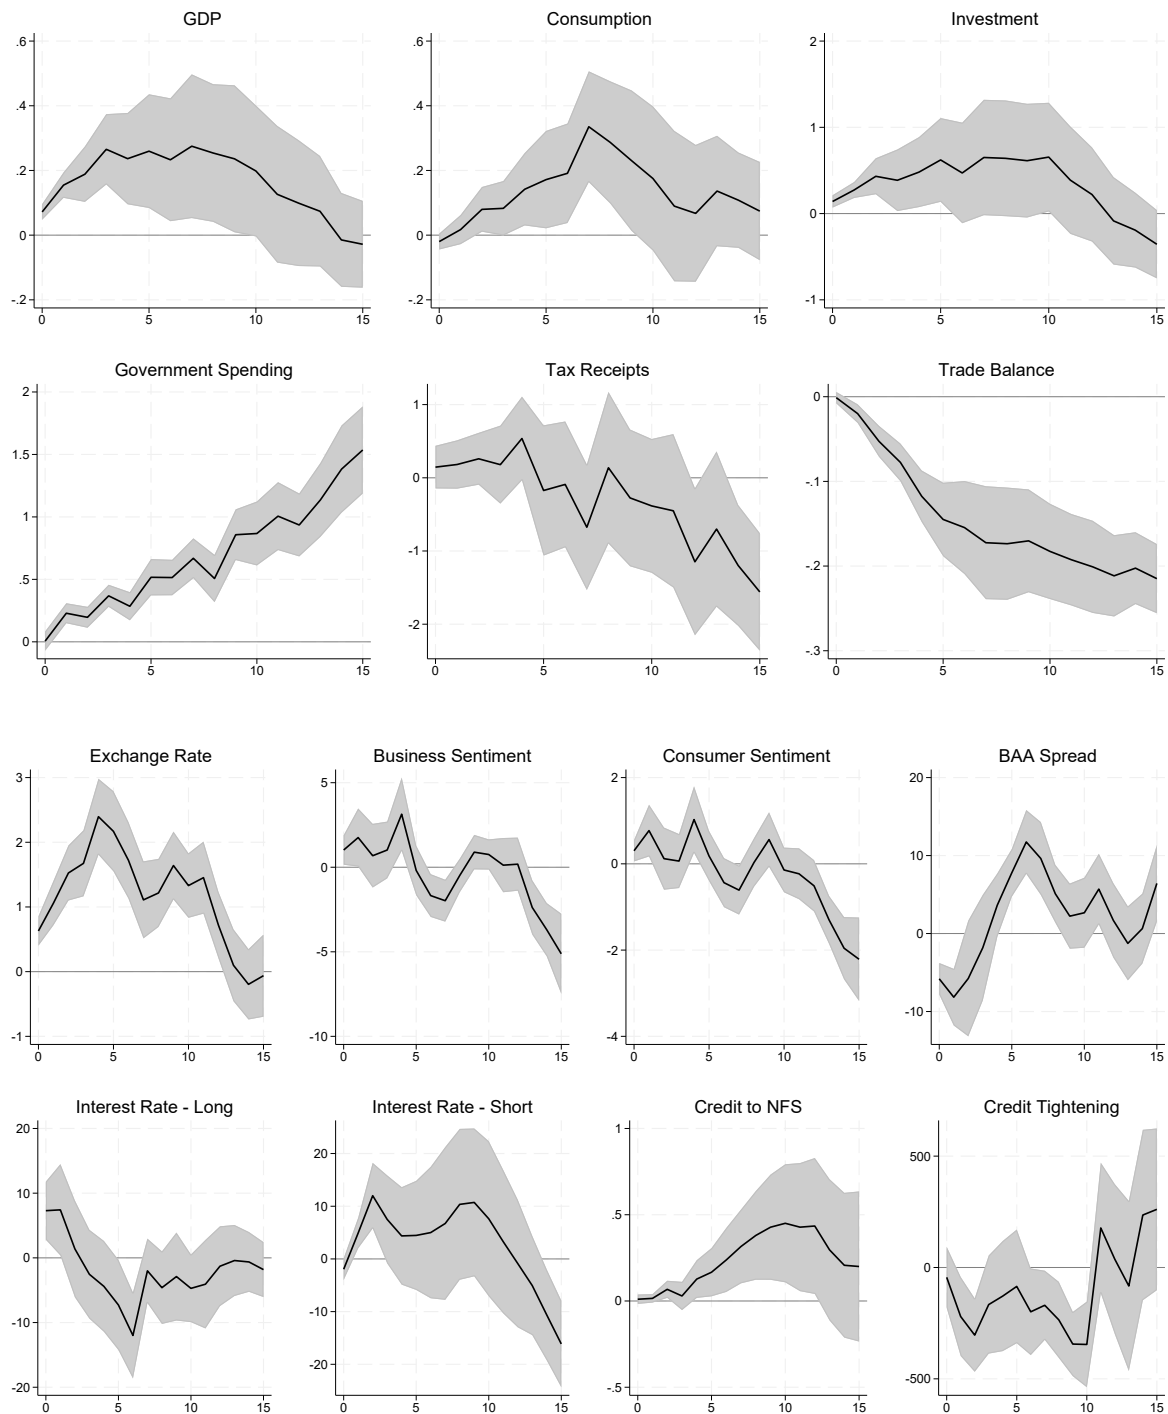 GDP
.6
.4
.2
0
-.2
0 5 10 15
Consumption
.6
.4
.2
0
-.2
0 5 10 15
Investment
2
1
0
-1
0 5 10 15
Government Spending
2
1.5
1
.5
0
0 5 10 15
Tax Receipts
1
0
-1
-2
0 5 10 15
Trade Balance
0
-.1
-.2
-.3
0 5 10 15
Exchange Rate
3
2
1
0
-1
0 5 10 15
Business Sentiment
5
0
-5
-10
0 5 10 15
Consumer Sentiment
2
0
-2
-4
0 5 10 15
BAA Spread
20
10
0
-10
0 5 10 15
Interest Rate - Long
20
10
0
-10
-20
0 5 10 15
Interest Rate - Short
20
10
0
-10
-20
0 5 10 15
Credit to NFS
1
.5
0
-.5
0 5 10 15
Credit Tightening
500
0
-500
0 5 10 15